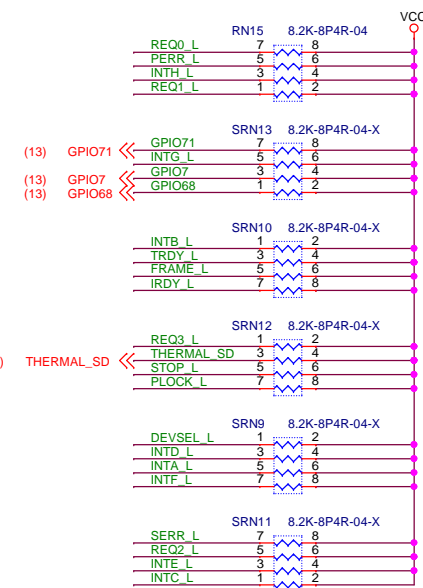 VCC
RN15 8.2K-8P4R-04
REQ0_L 7 8
PERR_L 5 6
INTH_L 3 4
REQ1_L 1 2
SRN13 8.2K-8P4R-04-X
(13) GPIO71 GPIO71 7 8
INTG_L 5 6
(13) GPIO7 GPIO7 3 4
(13) GPIO68 GPIO68 1 2
SRN10 8.2K-8P4R-04-X
INTB_L 1 2
TRDY_L 3 4
FRAME_L 5 6
IRDY_L 7 8
SRN12 8.2K-8P4R-04-X
REQ3_L 1 2
) THERMAL_SD THERMAL_SD 3 4
STOP_L 5 6
PLOCK_L 7 8
SRN9 8.2K-8P4R-04-X
DEVSEL_L 1 2
INTD_L 3 4
INTA_L 5 6
INTF_L 7 8
SRN11 8.2K-8P4R-04-X
SERR_L 7 8
REQ2_L 5 6
INTE_L 3 4
INTC_L 1 2